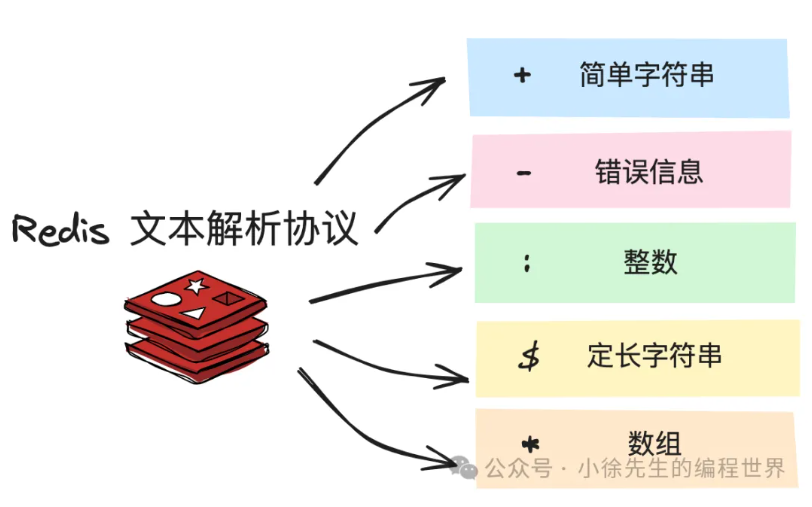 + 简单字符串
- 错误信息
Redis 文本解析协议
: 整数
$ 定长字符串
* 数组
公众号 · 小徐先生的编程世界